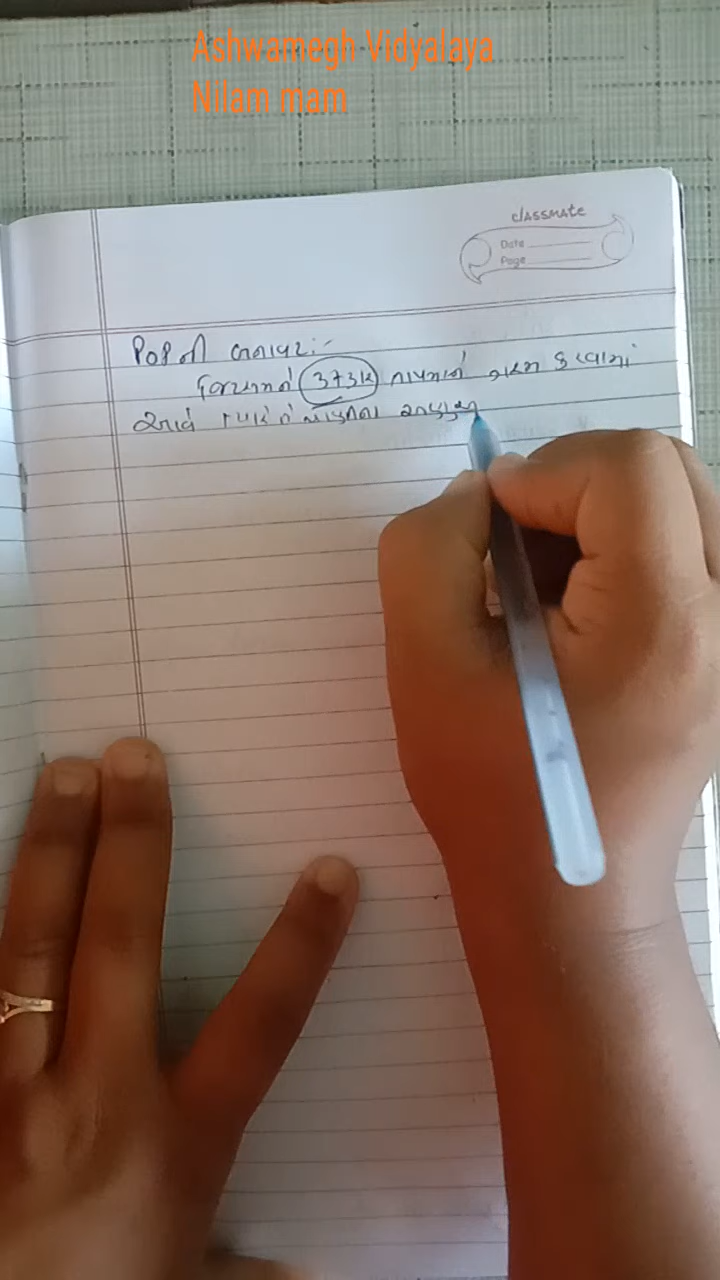 Ashwamegh Vidyalaya
Nilam mam
classmate
Date
Page
POP ની બનાવટ :-
જિપ્સમને 373K તાપમાને ગરમ કરવામાં
આવે ત્યારે તે